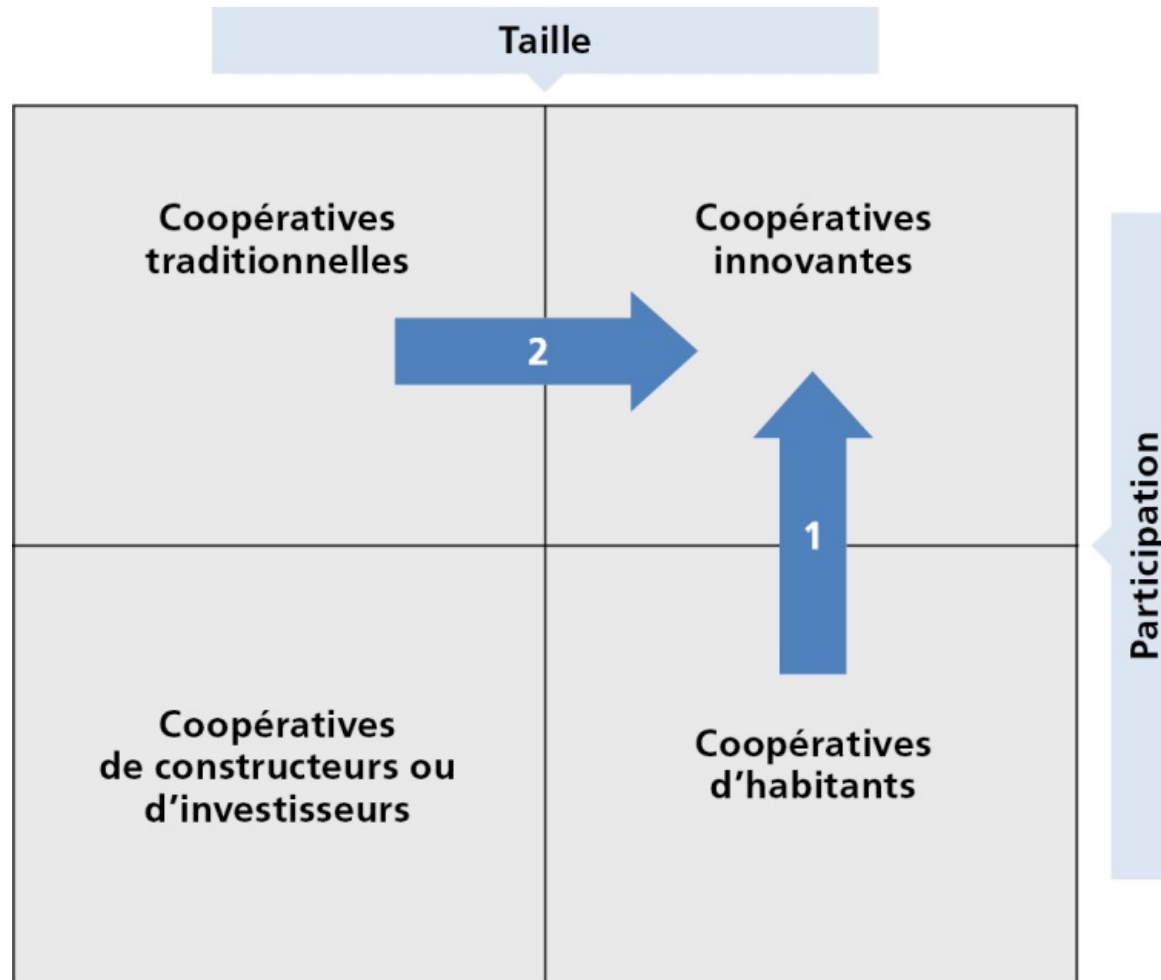 Taille
Coopératives
traditionnelles
Coopératives
innovantes
2
1
Participation
Coopératives
de constructeurs ou
d’investisseurs
Coopératives
d’habitants